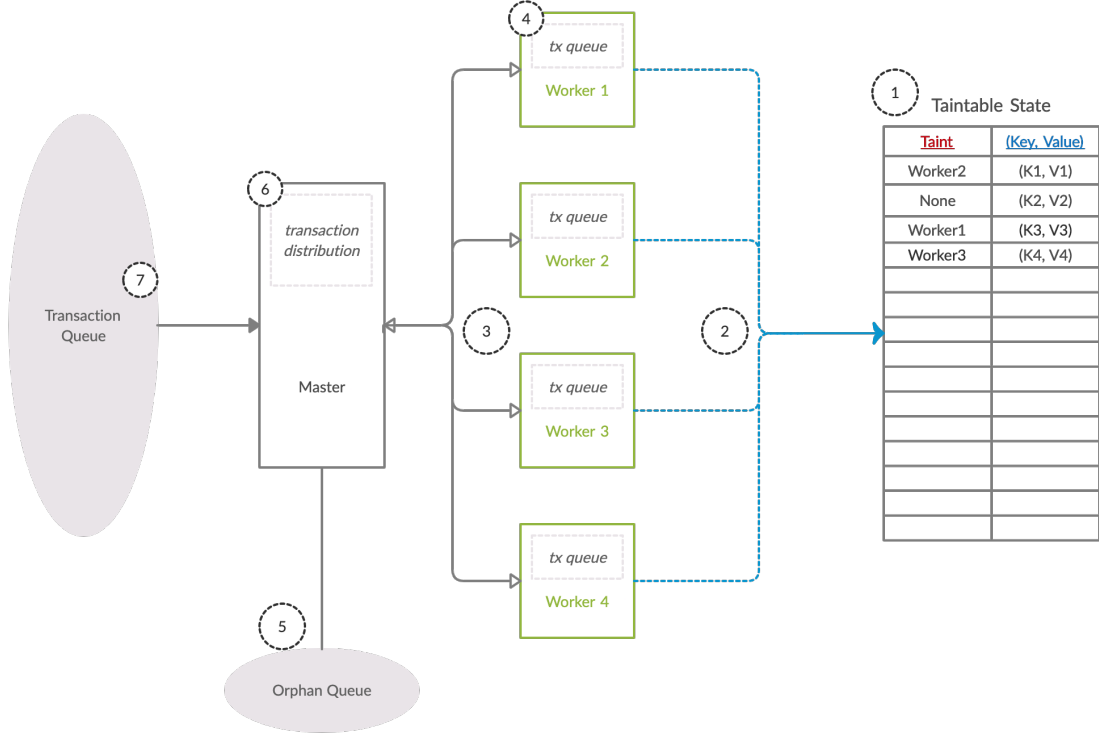 7
Transaction
Queue
6
transaction
distribution
Master
5
Orphan Queue
3
4
tx queue
Worker 1
tx queue
Worker 2
tx queue
Worker 3
tx queue
Worker 4
2
1
Taintable State
Taint (Key, Value)
Worker2 (K1, V1)
None (K2, V2)
Worker1 (K3, V3)
Worker3 (K4, V4)